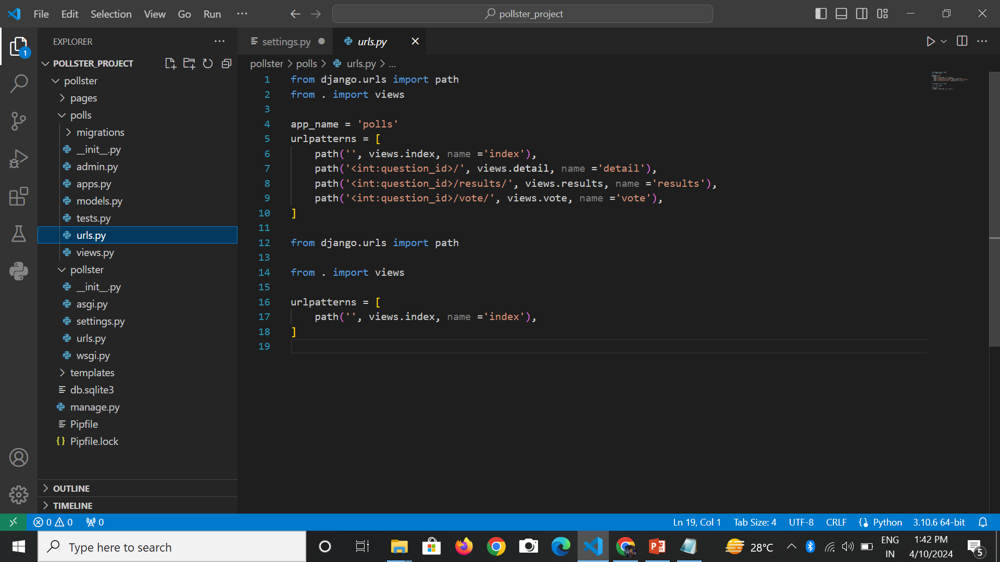 File Edit Selection View Go Run ···
pollster_project
EXPLORER
POLLSTER_PROJECT
pollster
pages
polls
migrations
__init__.py
admin.py
apps.py
models.py
tests.py
urls.py
views.py
pollster
__init__.py
asgi.py
settings.py
urls.py
wsgi.py
templates
db.sqlite3
manage.py
Pipfile
{} Pipfile.lock
OUTLINE
TIMELINE
1
settings.py
urls.py
pollster > polls > urls.py > ...
1 from django.urls import path
2 from . import views
3
4 app_name = 'polls'
5 urlpatterns = [
6 path('', views.index, name ='index'),
7 path('<int:question_id>/', views.detail, name ='detail'),
8 path('<int:question_id>/results/', views.results, name ='results'),
9 path('<int:question_id>/vote/', views.vote, name ='vote'),
10 ]
11
12 from django.urls import path
13
14 from . import views
15
16 urlpatterns = [
17 path('', views.index, name ='index'),
18 ]
19
0 0 0
Ln 19, Col 1 Tab Size: 4 UTF-8 CRLF {} Python 3.10.6 64-bit
Type here to search
28°C
ENG
IN
1:42 PM
4/10/2024
5